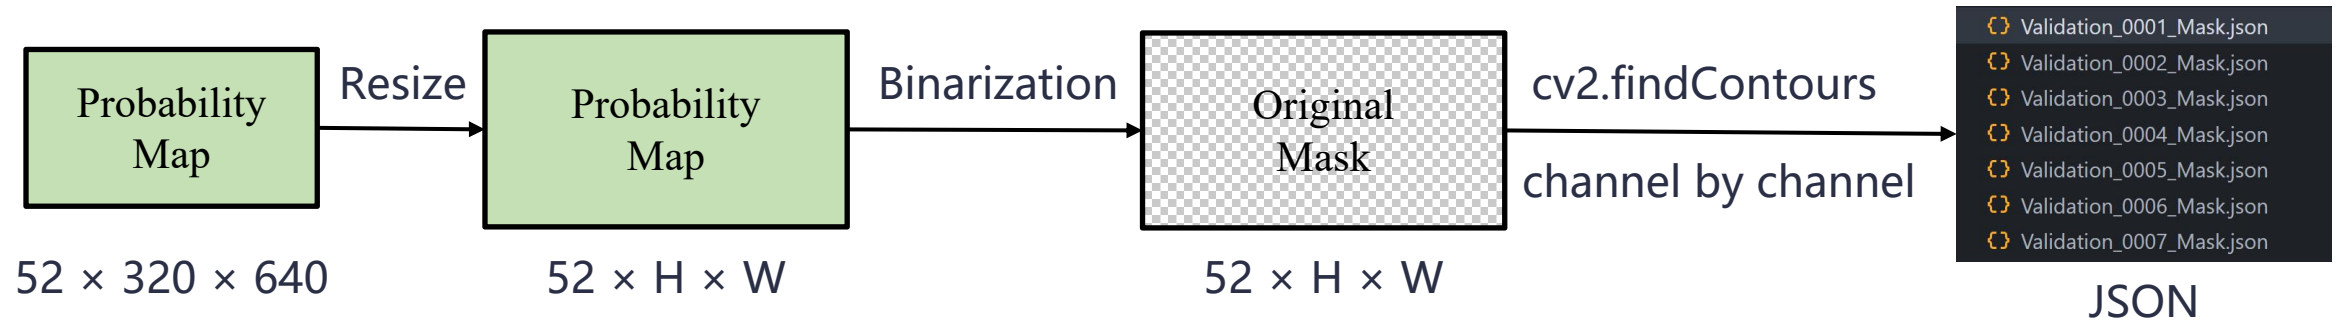 Probability
Map
52 × 320 × 640
Resize
Probability
Map
52 × H × W
Binarization
Original
Mask
52 × H × W
cv2.findContours
channel by channel
{} Validation_0001_Mask.json
{} Validation_0002_Mask.json
{} Validation_0003_Mask.json
{} Validation_0004_Mask.json
{} Validation_0005_Mask.json
{} Validation_0006_Mask.json
{} Validation_0007_Mask.json
JSON